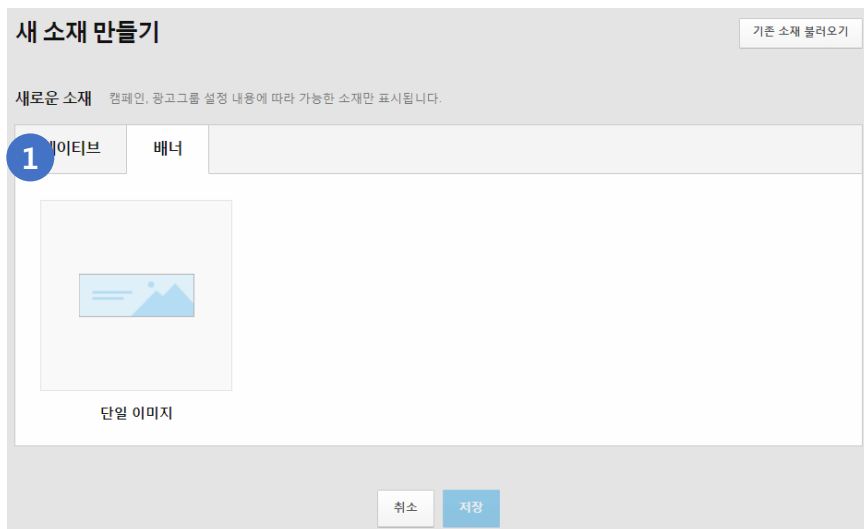 새 소재 만들기
기존 소재 불러오기
새로운 소재 캠페인, 광고그룹 설정 내용에 따라 가능한 소재만 표시됩니다.
1
이티브 배너
단일 이미지
취소 저장